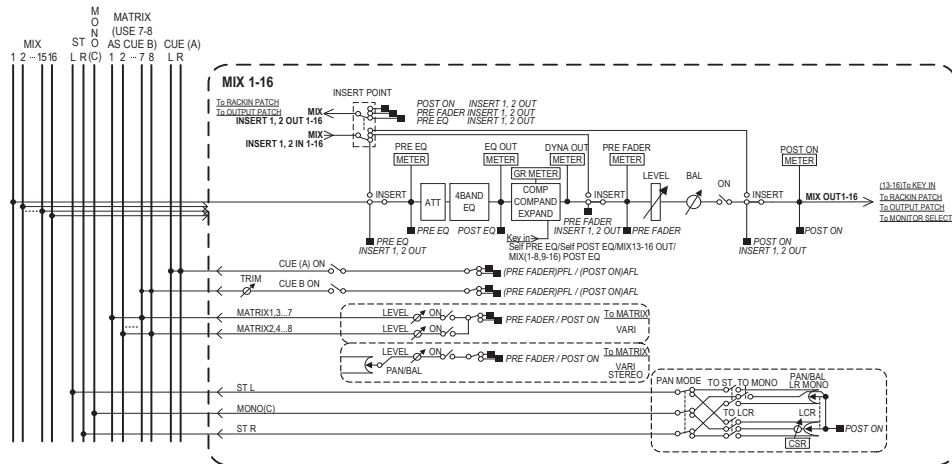 M
O
N
O
MATRIX
(USE 7-8
AS CUE B)
CUE (A)
MIX
ST
1 2 ··· 15 16
L R (C)
1 2 ··· 7 8
L R
MIX 1-16
INSERT POINT
To RACKIN PATCH
To OUTPUT PATCH
MIX
INSERT 1, 2 OUT 1-16
MIX
INSERT 1, 2 IN 1-16
POST ON INSERT 1, 2 OUT
PRE FADER INSERT 1, 2 OUT
PRE EQ INSERT 1, 2 OUT
PRE EQ
METER
EQ OUT
METER
DYNA OUT
METER
GR METER
PRE FADER
METER
POST ON
METER
LEVEL
BAL
ON
INSERT
ATT
4BAND
EQ
COMP
COMPAND
EXPAND
INSERT
INSERT
MIX OUT1-16
(13-16)To KEY IN
To RACKIN PATCH
To OUTPUT PATCH
To MONITOR SELECT
PRE EQ
POST EQ
PRE FADER
INSERT 1, 2 OUT
PRE FADER
POST ON
PRE EQ
INSERT 1, 2 OUT
POST ON
INSERT 1, 2 OUT
Key in
Self PRE EQ/Self POST EQ/MIX13-16 OUT/
MIX(1-8,9-16) POST EQ
CUE (A) ON
(PRE FADER)PFL / (POST ON)AFL
TRIM
CUE B ON
(PRE FADER)PFL / (POST ON)AFL
MATRIX1,3...7
LEVEL ON
PRE FADER / POST ON
To MATRIX
MATRIX2,4...8
LEVEL ON
VARI
LEVEL ON
PRE FADER / POST ON
To MATRIX
PAN/BAL
VARI
STEREO
ST L
MONO(C)
ST R
PAN MODE
TO ST
TO MONO
PAN/BAL
LR MONO
TO LCR
LCR
CSR
POST ON